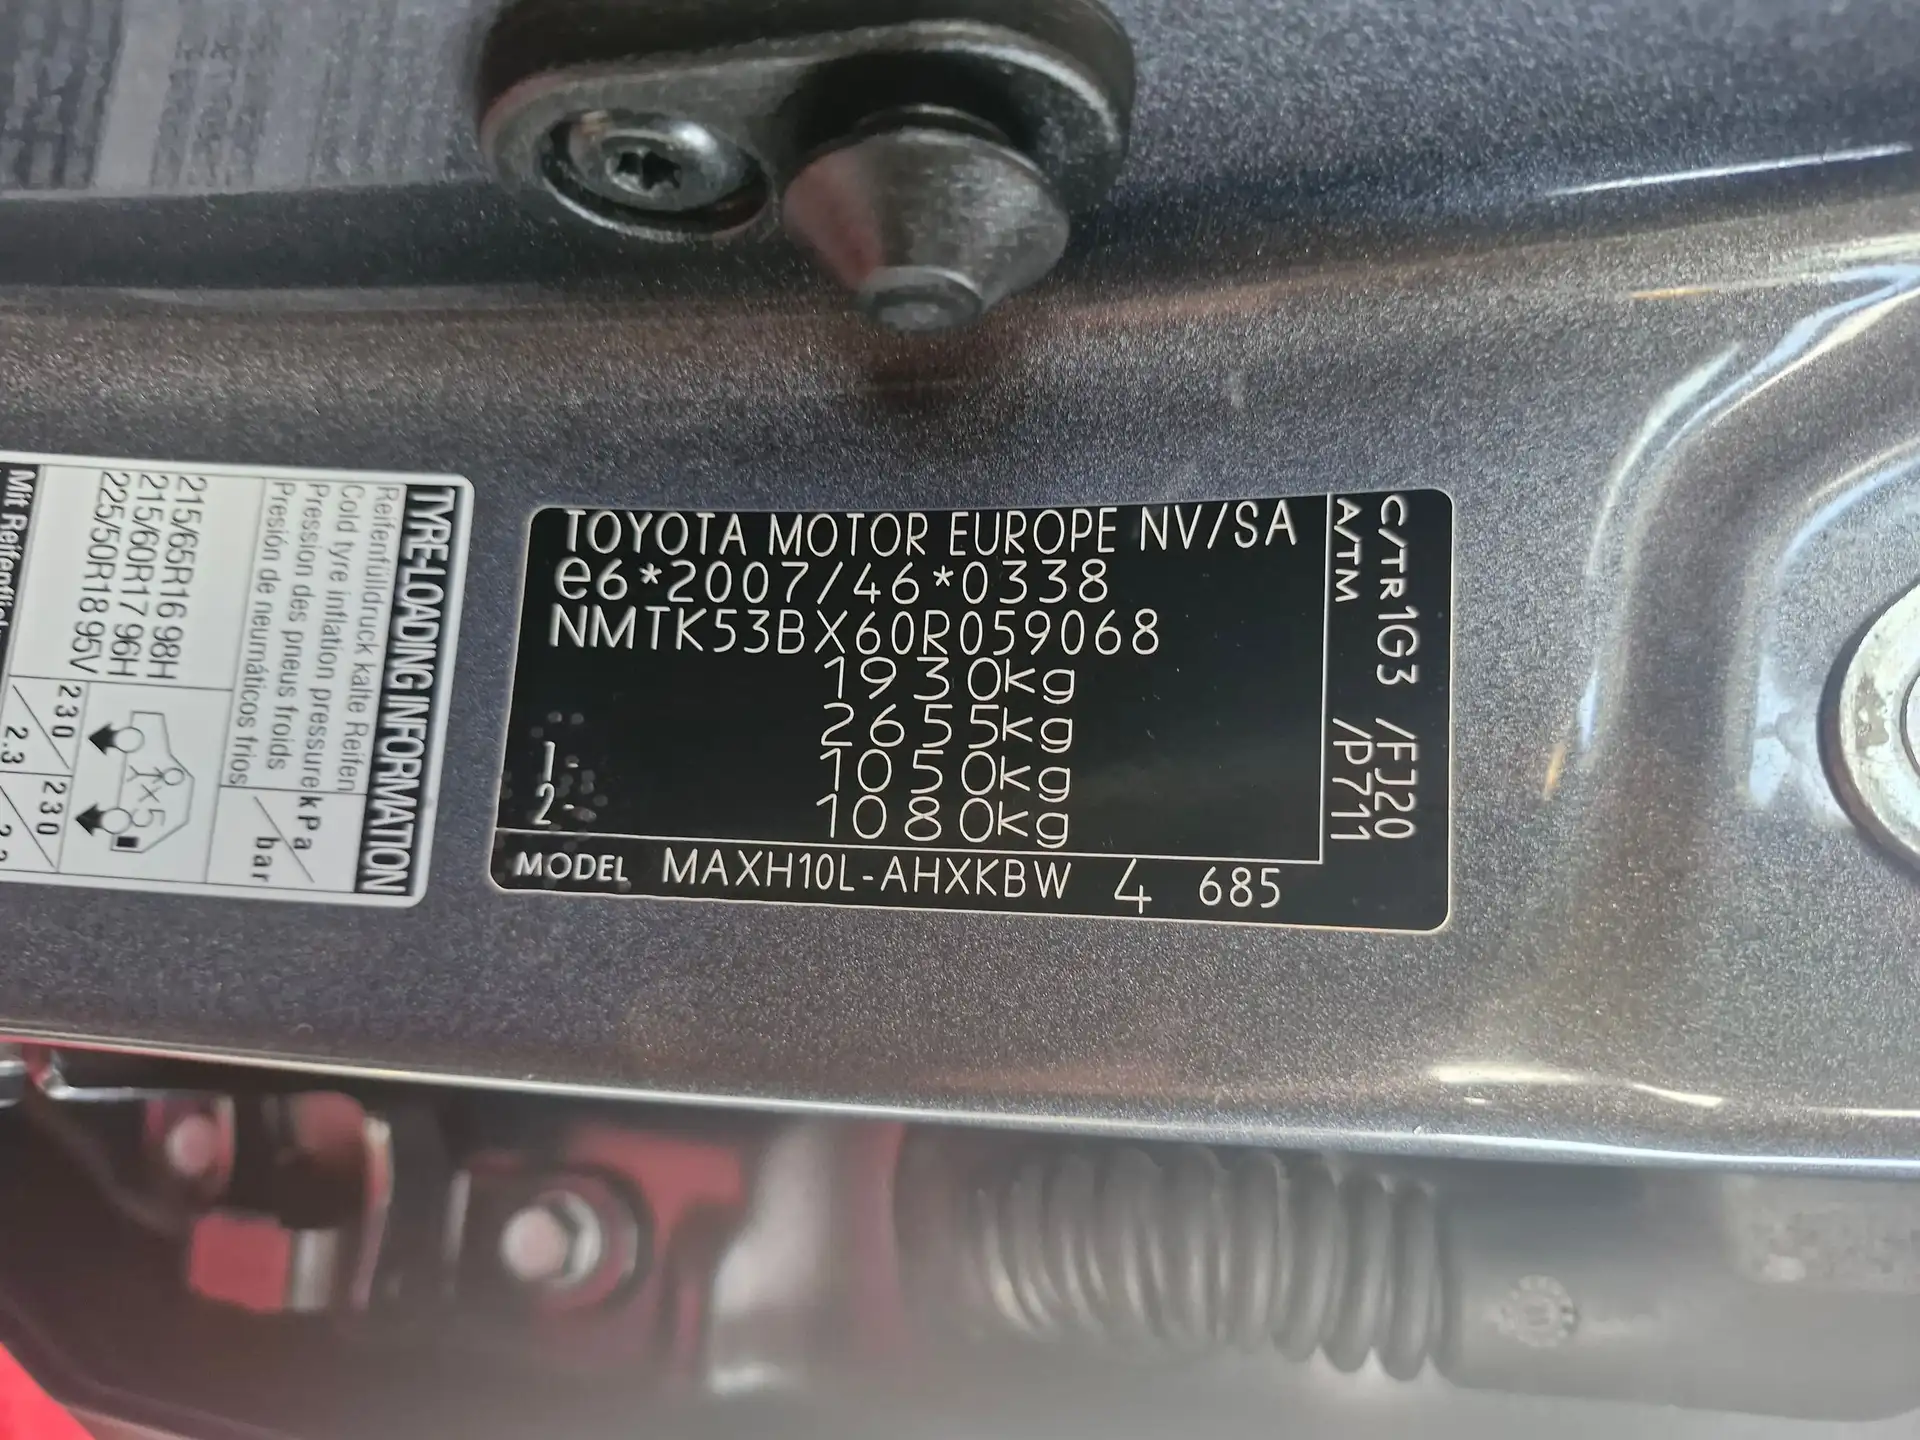 TOYOTA MOTOR EUROPE NV/SA
e6*2007/46*0338
NMTK53BX60R059068
1930kg
2655kg
1- 1050kg
2- 1080kg
MODEL MAXH10L-AHXKBW 4 685
C/TR1G3 /FJ20
A/TM /P711
TYRE-LOADING INFORMATION
Reifenfülldruck kalte Reifen
Cold tyre inflation pressure
Pression des pneus froids
Presión de neumáticos fríos
kPa/bar
215/65R16 98H
215/60R17 96H
225/50R18 95V
x5
230/2.3
230/